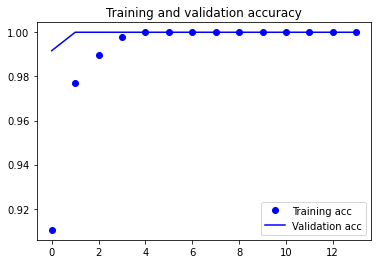 Training and validation accuracy
1.00
0.98
0.96
0.94
0.92
0 2 4 6 8 10 12
Training acc
Validation acc